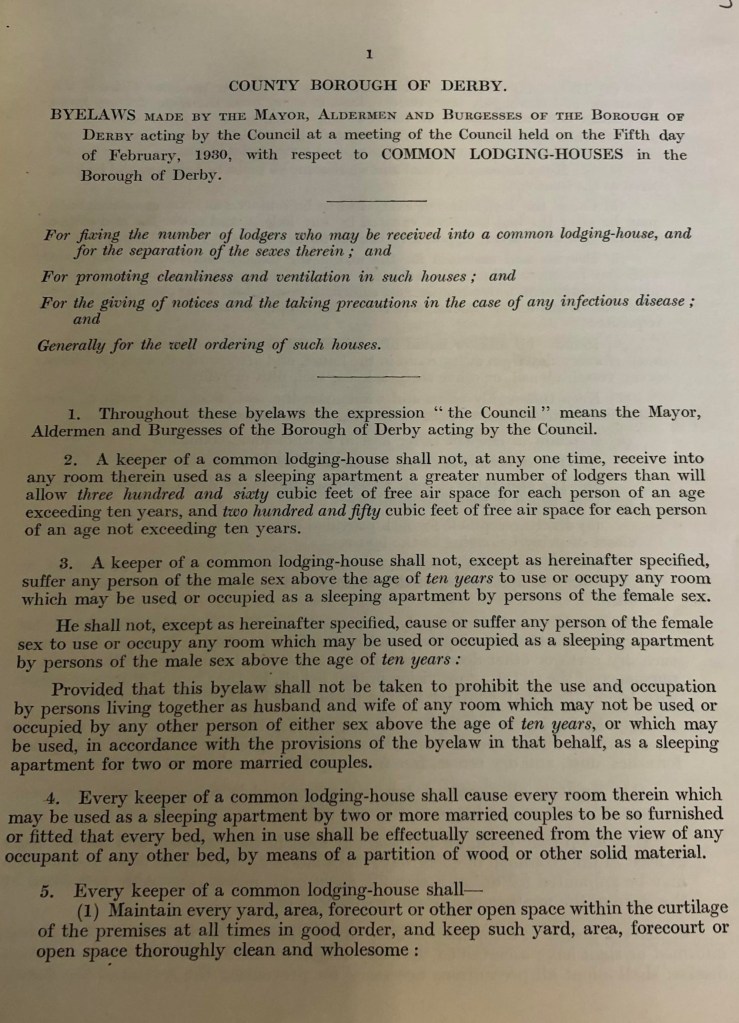 1
COUNTY BOROUGH OF DERBY.
BYELAWS MADE BY THE MAYOR, ALDERMEN AND BURGESSES OF THE BOROUGH OF
DERBY acting by the Council at a meeting of the Council held on the Fifth day
of February, 1930, with respect to COMMON LODGING-HOUSES in the
Borough of Derby.
For fixing the number of lodgers who may be received into a common lodging-house, and
for the separation of the sexes therein ; and
For promoting cleanliness and ventilation in such houses ; and
For the giving of notices and the taking precautions in the case of any infectious disease ;
and
Generally for the well ordering of such houses.
1. Throughout these byelaws the expression “ the Council ” means the Mayor,
Aldermen and Burgesses of the Borough of Derby acting by the Council.
2. A keeper of a common lodging-house shall not, at any one time, receive into
any room therein used as a sleeping apartment a greater number of lodgers than will
allow three hundred and sixty cubic feet of free air space for each person of an age
exceeding ten years, and two hundred and fifty cubic feet of free air space for each person
of an age not exceeding ten years.
3. A keeper of a common lodging-house shall not, except as hereinafter specified,
suffer any person of the male sex above the age of ten years to use or occupy any room
which may be used or occupied as a sleeping apartment by persons of the female sex.
He shall not, except as hereinafter specified, cause or suffer any person of the female
sex to use or occupy any room which may be used or occupied as a sleeping apartment
by persons of the male sex above the age of ten years :
Provided that this byelaw shall not be taken to prohibit the use and occupation
by persons living together as husband and wife of any room which may not be used or
occupied by any other person of either sex above the age of ten years, or which may
be used, in accordance with the provisions of the byelaw in that behalf, as a sleeping
apartment for two or more married couples.
4. Every keeper of a common lodging-house shall cause every room therein which
may be used as a sleeping apartment by two or more married couples to be so furnished
or fitted that every bed, when in use shall be effectually screened from the view of any
occupant of any other bed, by means of a partition of wood or other solid material.
5. Every keeper of a common lodging-house shall—
(1) Maintain every yard, area, forecourt or other open space within the curtilage
of the premises at all times in good order, and keep such yard, area, forecourt or
open space thoroughly clean and wholesome :